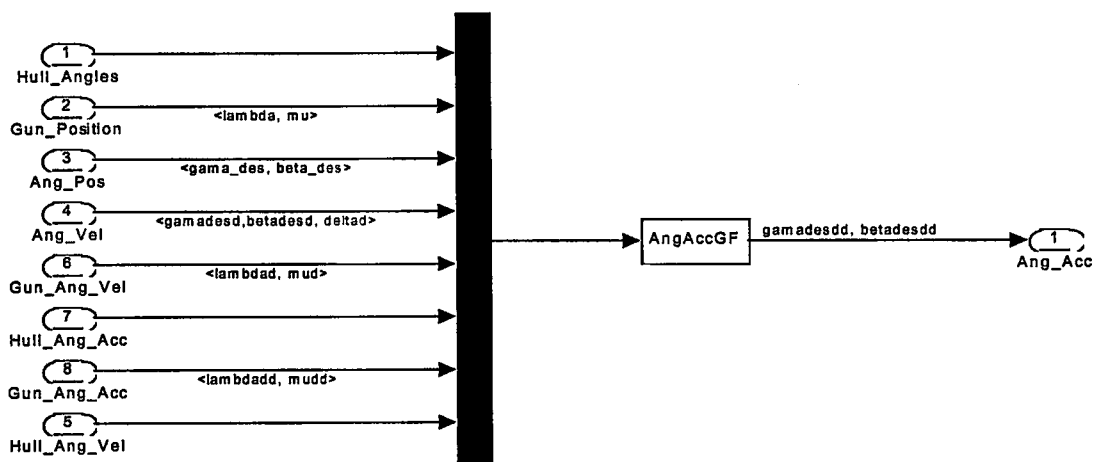 1
Hull_Angles
2
Gun_Position
<lambda, mu>
3
Ang_Pos
<gama_des, beta_des>
4
Ang_Vel
<gamadesd,betadesd, deltad>
6
Gun_Ang_Vel
<lambdad, mud>
7
Hull_Ang_Acc
8
Gun_Ang_Acc
<lambdadd, mudd>
5
Hull_Ang_Vel
AngAccGF
gamadesdd, betadesdd
1
Ang_Acc